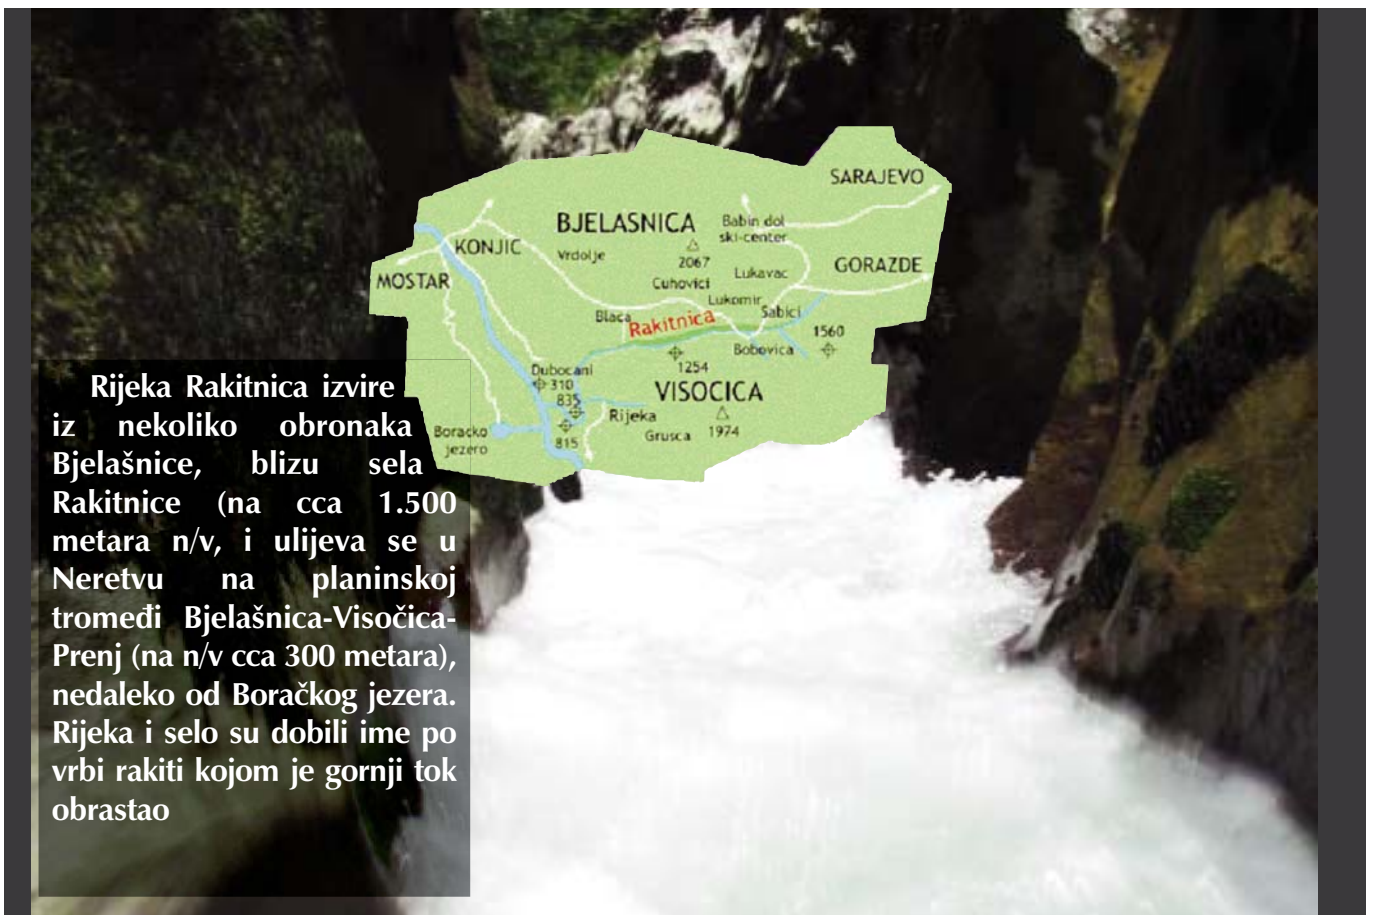 SARAJEVO
BJELASNICA
Babin dol
ski-center
KONJIC
Vrdolje
2067
Lukavac
GORAZDE
MOSTAR
Cuhovici
Lukomir
Sabici
Blaca
Rakitnica
1560
Bobovica
1254
Dubocani
310
VISOCICA
835
Rijeka
Boracko
jezero
815
Grusca
1974
Rijeka Rakitnica izvire
iz nekoliko obronaka
Bjelašnice, blizu sela
Rakitnice (na cca 1.500
metara n/v, i ulijeva se u
Neretvu na planinskoj
tromeđi Bjelašnica-Visočica-
Prenj (na n/v cca 300 metara),
nedaleko od Boračkog jezera.
Rijeka i selo su dobili ime po
vrbi rakiti kojom je gornji tok
obrastao